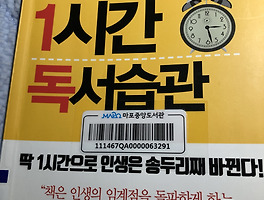 1시간
독서습관
MAPO 마포중앙도서관
111467QA0000063291
딱 1시간으로 인생은 송두리째 바뀐다!
"책은 인생의 임계점을 돌파하게 하는